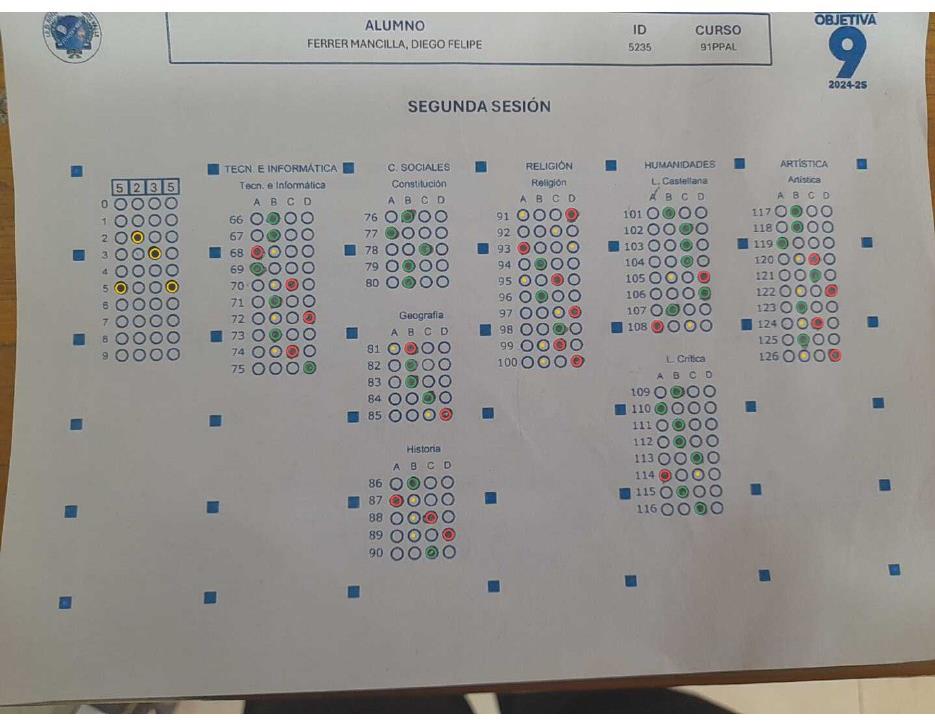 ALUMNO ID CURSO
FERRER MANCILLA, DIEGO FELIPE 5235 91PPAL
OBJETIVA
9
2024-25
SEGUNDA SESIÓN
5 2 3 5
0
1
2
3
4
5
6
7
8
9
TECN. E INFORMÁTICA
Tecn. e Informática
A B C D
66
67
68
69
70
71
72
73
74
75
C. SOCIALES
Constitución
A B C D
76
77
78
79
80
Geografía
A B C D
81
82
83
84
85
Historia
A B C D
86
87
88
89
90
RELIGIÓN
Religión
A B C D
91
92
93
94
95
96
97
98
99
100
HUMANIDADES
L. Castellana
A B C D
101
102
103
104
105
106
107
108
L. Crítica
A B C D
109
110
111
112
113
114
115
116
ARTÍSTICA
Artística
A B C D
117
118
119
120
121
122
123
124
125
126